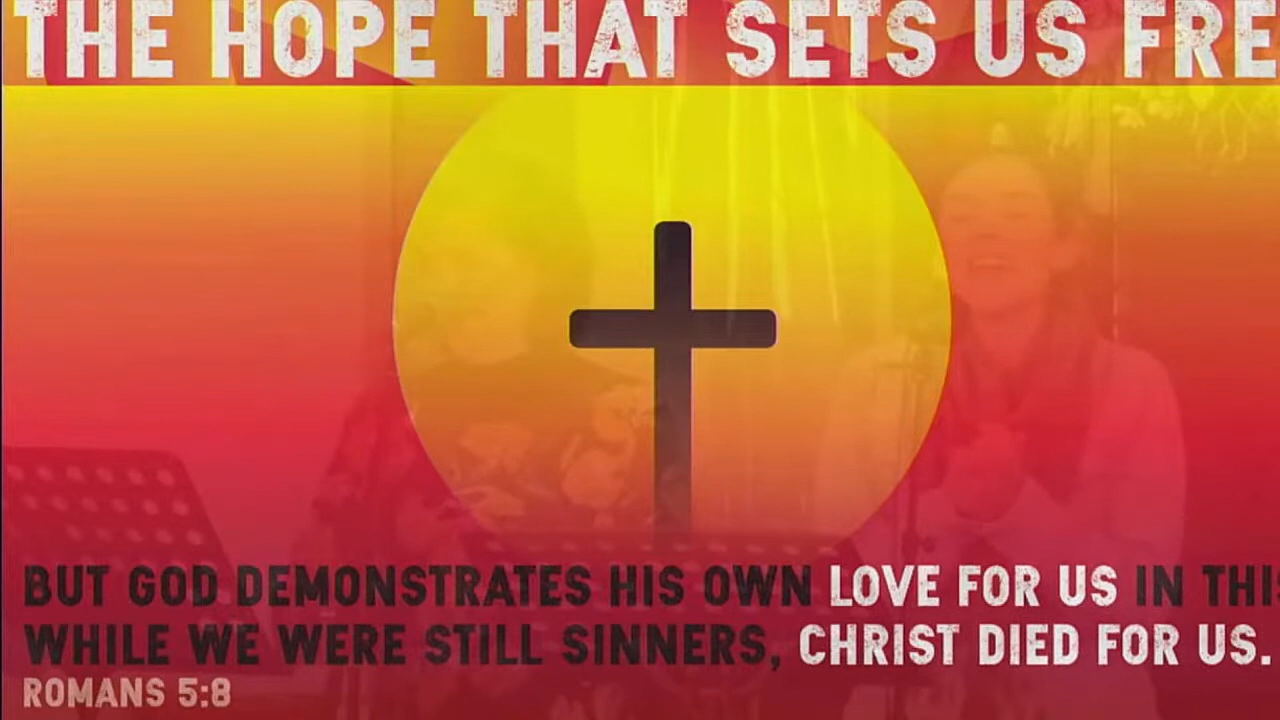 THE HOPE THAT SETS US FRE
BUT GOD DEMONSTRATES HIS OWN LOVE FOR US IN THI
WHILE WE WERE STILL SINNERS, CHRIST DIED FOR US.
ROMANS 5:8